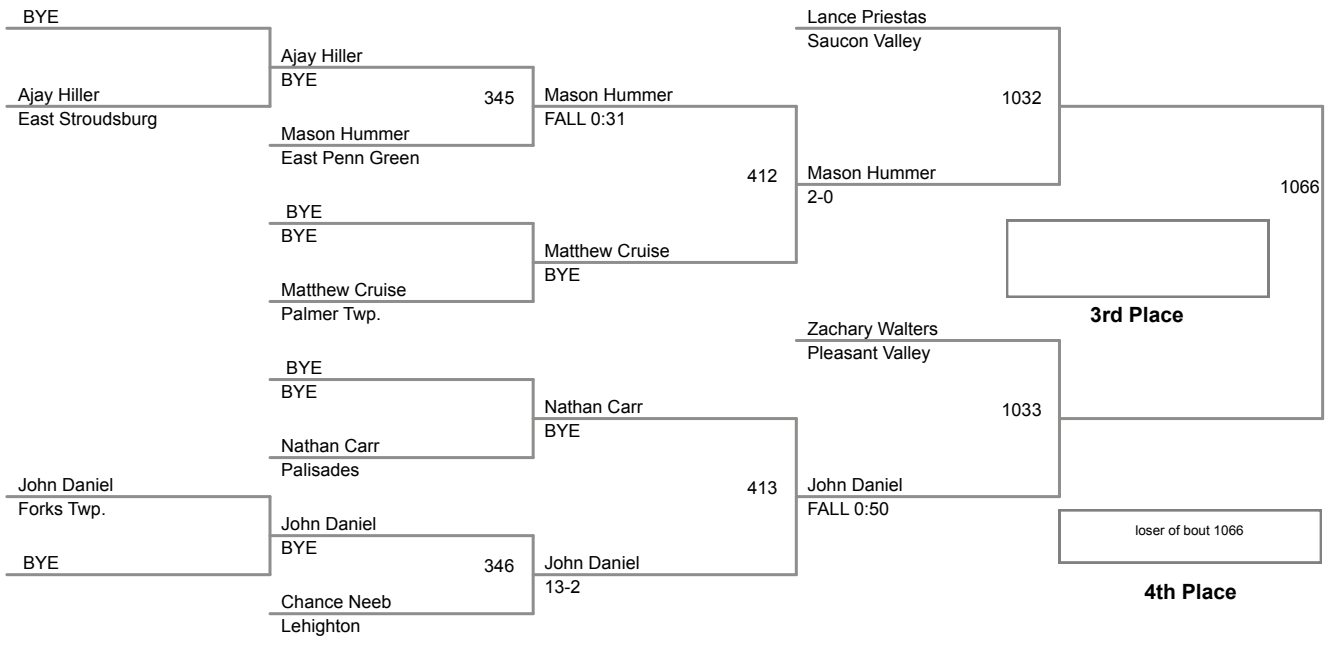 BYE
Ajay Hiller
East Stroudsburg
Ajay Hiller
BYE
345
Mason Hummer
East Penn Green
Mason Hummer
FALL 0:31
BYE
BYE
Matthew Cruise
Palmer Twp.
Matthew Cruise
BYE
412
Lance Priestas
Saucon Valley
1032
Mason Hummer
2-0
1066
3rd Place
BYE
BYE
Nathan Carr
Palisades
Nathan Carr
BYE
John Daniel
Forks Twp.
BYE
John Daniel
BYE
346
Chance Neeb
Lehighton
John Daniel
13-2
413
Zachary Walters
Pleasant Valley
1033
John Daniel
FALL 0:50
loser of bout 1066
4th Place